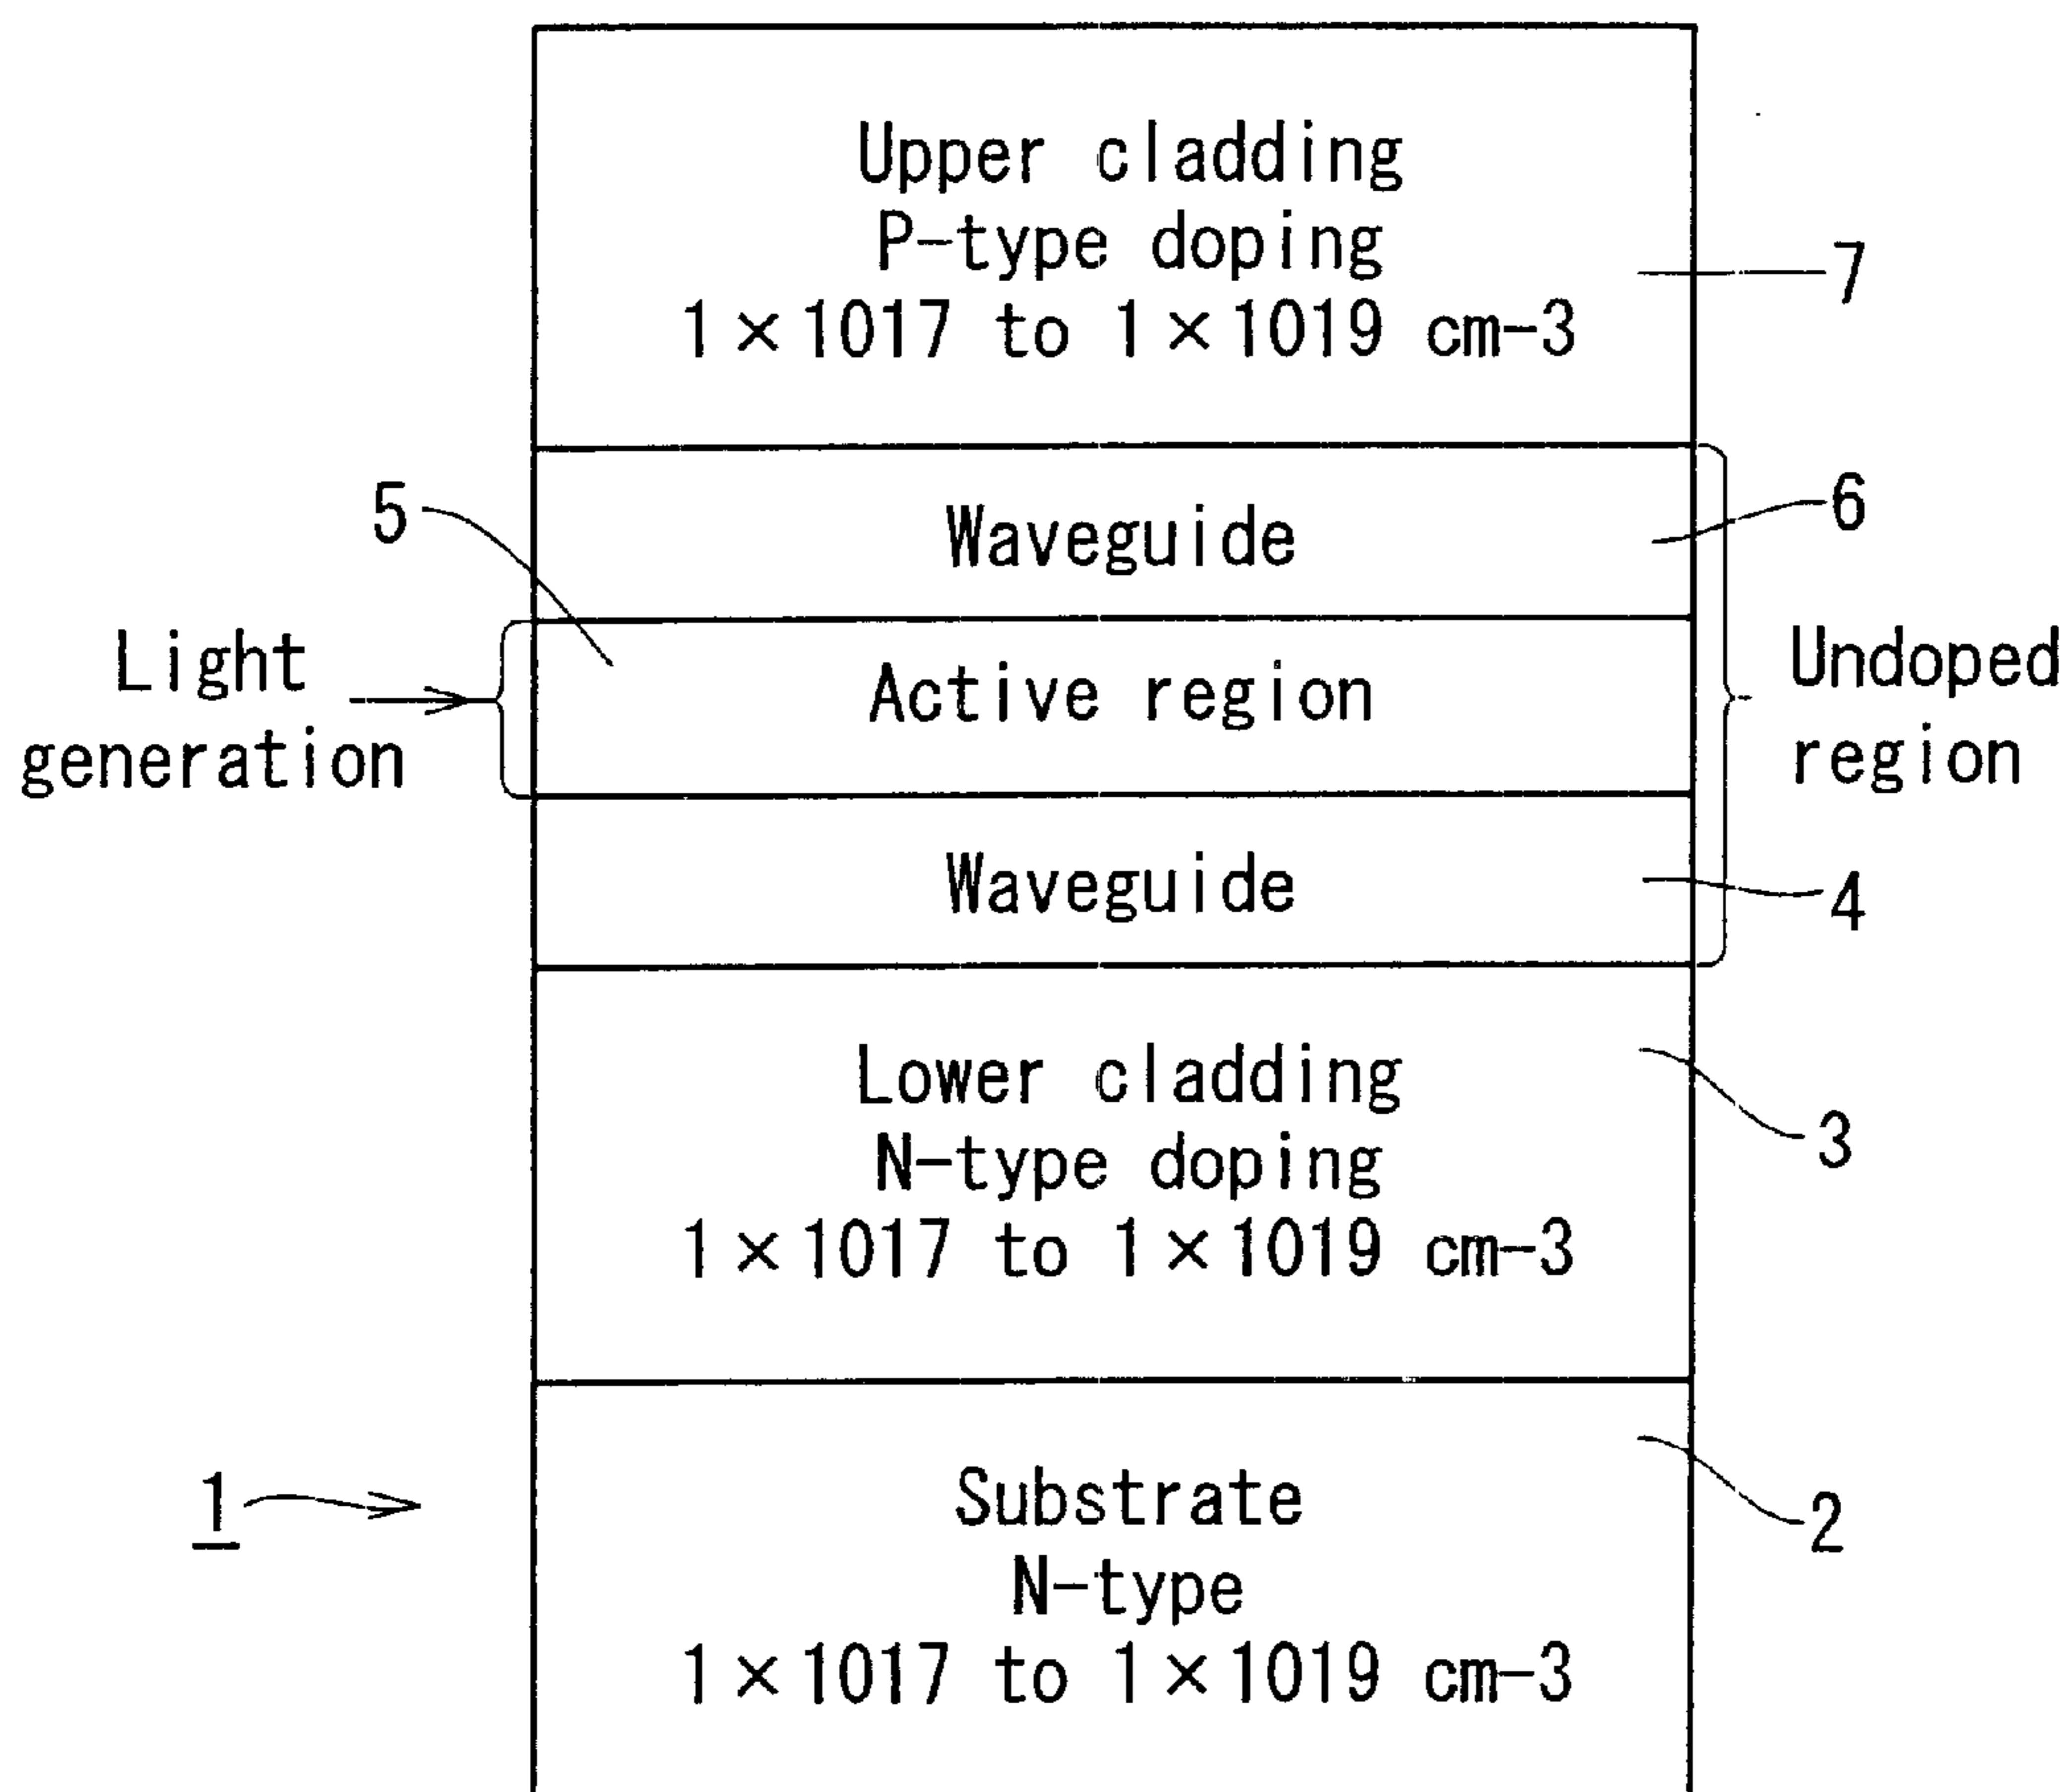 Upper cladding
P-type doping
1×1017 to 1×1019 cm-3
7
5
Waveguide
6
Light
generation
Active region
Undoped
region
Waveguide
4
Lower cladding
N-type doping
1×1017 to 1×1019 cm-3
3
1
Substrate
N-type
1×1017 to 1×1019 cm-3
2